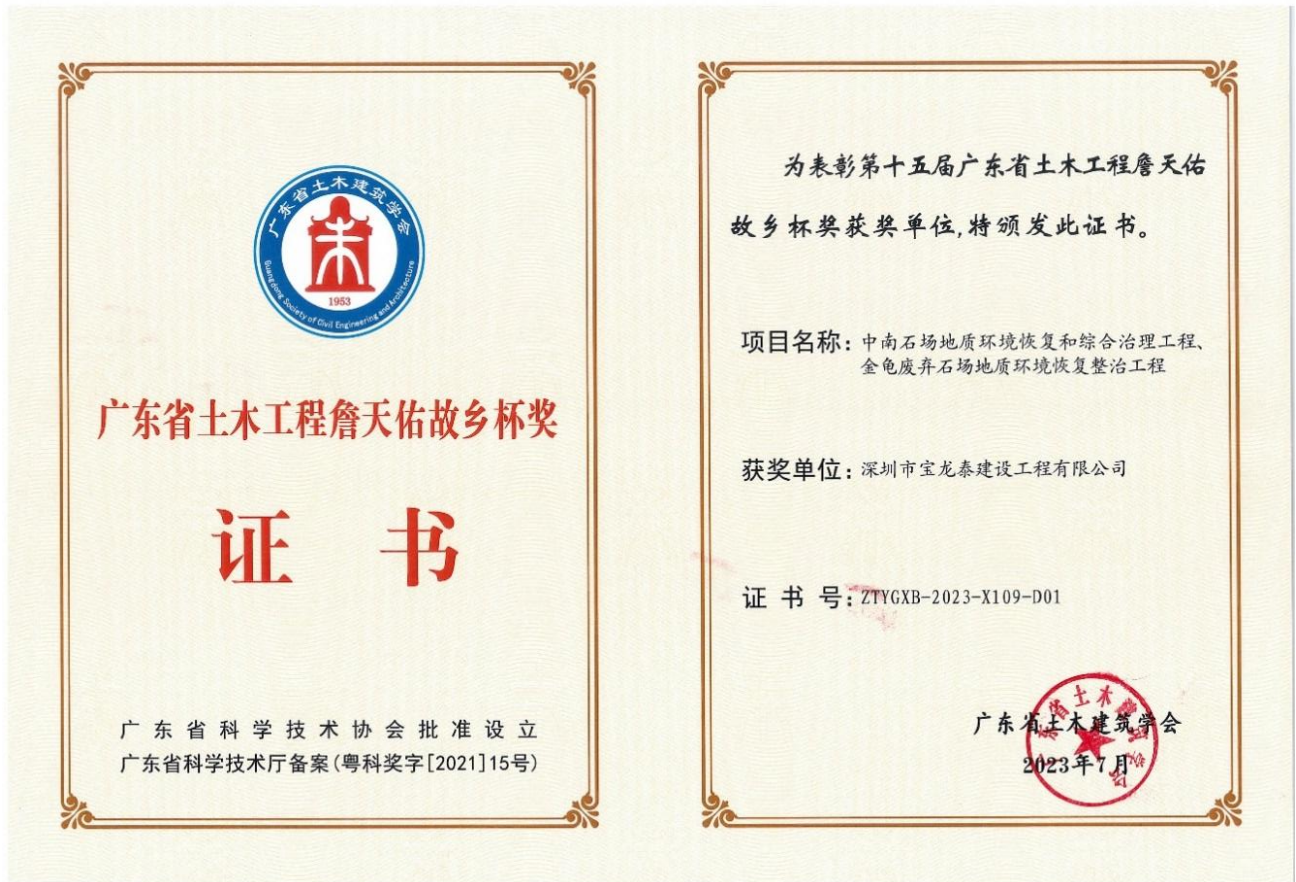 广东省土木建筑学会
1953
Guangdong Society of Civil Engineering and Architecture
广东省土木工程詹天佑故乡杯奖
证 书
广东省科学技术协会批准设立
广东省科学技术厅备案(粤科奖字[2021]15号)
为表彰第十五届广东省土木工程詹天佑
故乡杯奖获奖单位,特颁发此证书。
项目名称: 中南石场地质环境恢复和综合治理工程、
金龟废弃石场地质环境恢复整治工程
获奖单位: 深圳市宝龙泰建设工程有限公司
证 书 号: ZTYGXB-2023-X109-D01
广东省土木建筑学会
2023年7月
广东省土木建筑学会